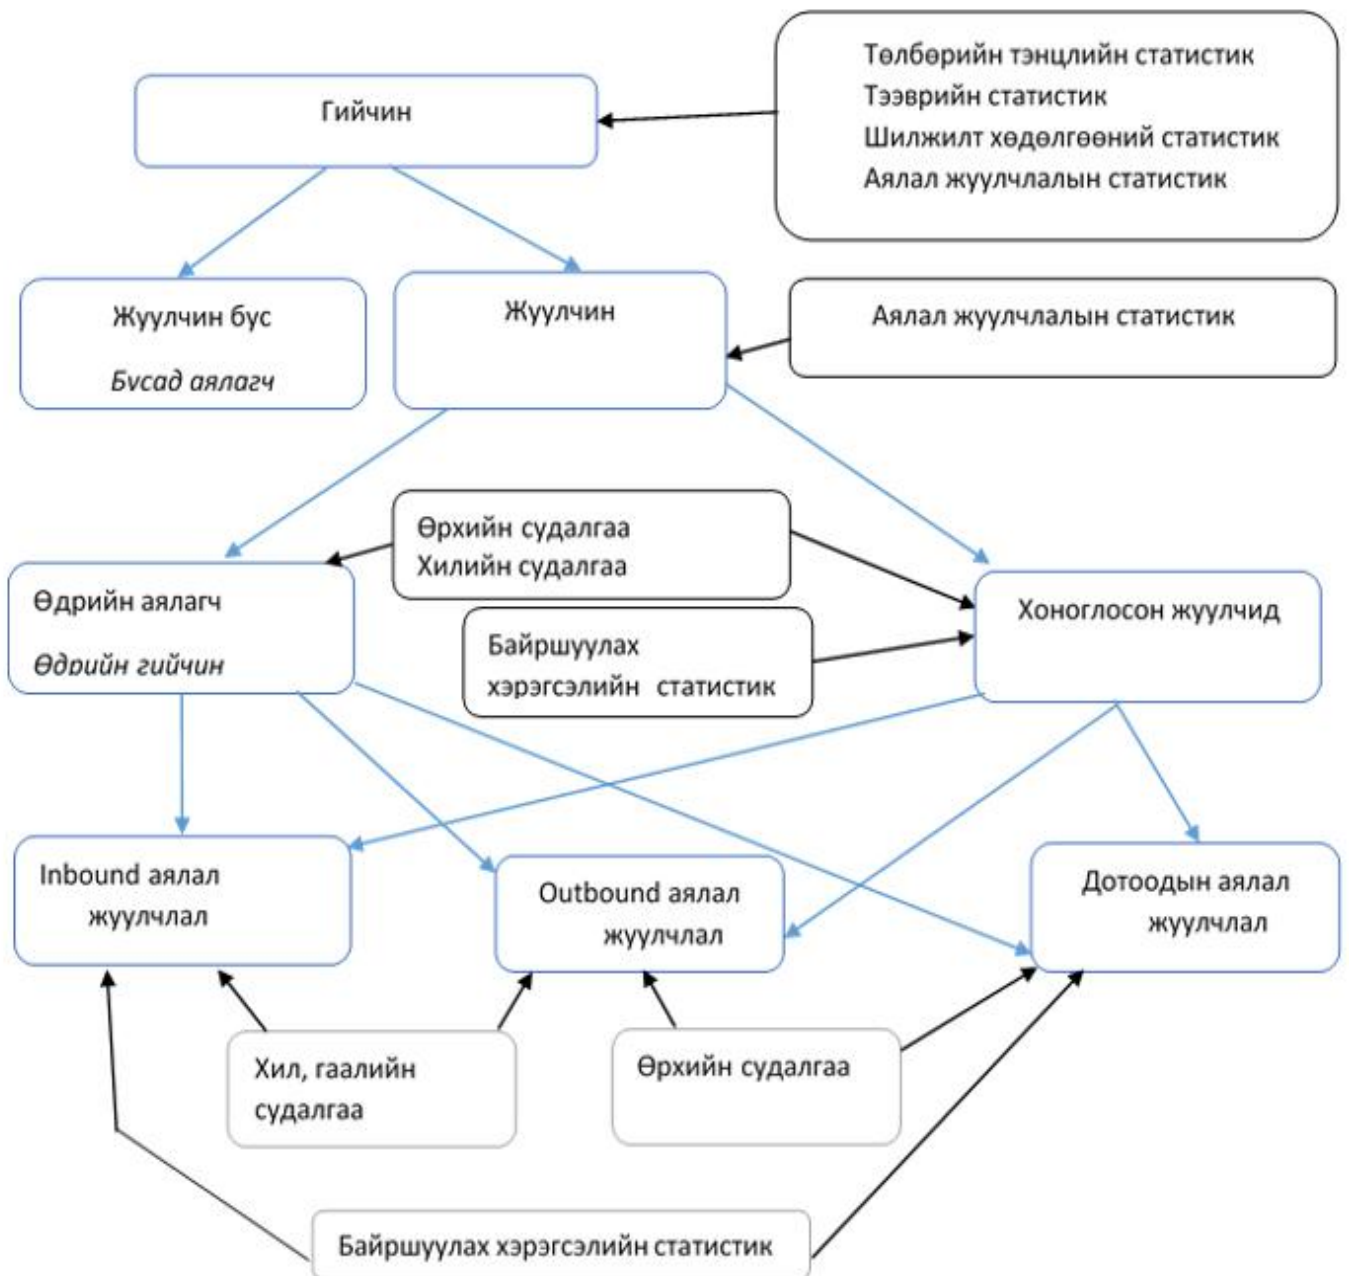 Төлбөрийн тэнцлийн статистик
Тээврийн статистик
Шилжилт хөдөлгөөний статистик
Аялал жуулчлалын статистик
Гийчин
Жуулчин бус
Бусад аялагч
Жуулчин
Аялал жуулчлалын статистик
Өрхийн судалгаа
Хилийн судалгаа
Өдрийн аялагч
Өдрийн гийчин
Байршуулах
хэрэгсэлийн статистик
Хоноглосон жуулчид
Inbound аялал
жуулчлал
Outbound аялал
жуулчлал
Дотоодын аялал
жуулчлал
Хил, гаалийн
судалгаа
Өрхийн судалгаа
Байршуулах хэрэгсэлийн статистик